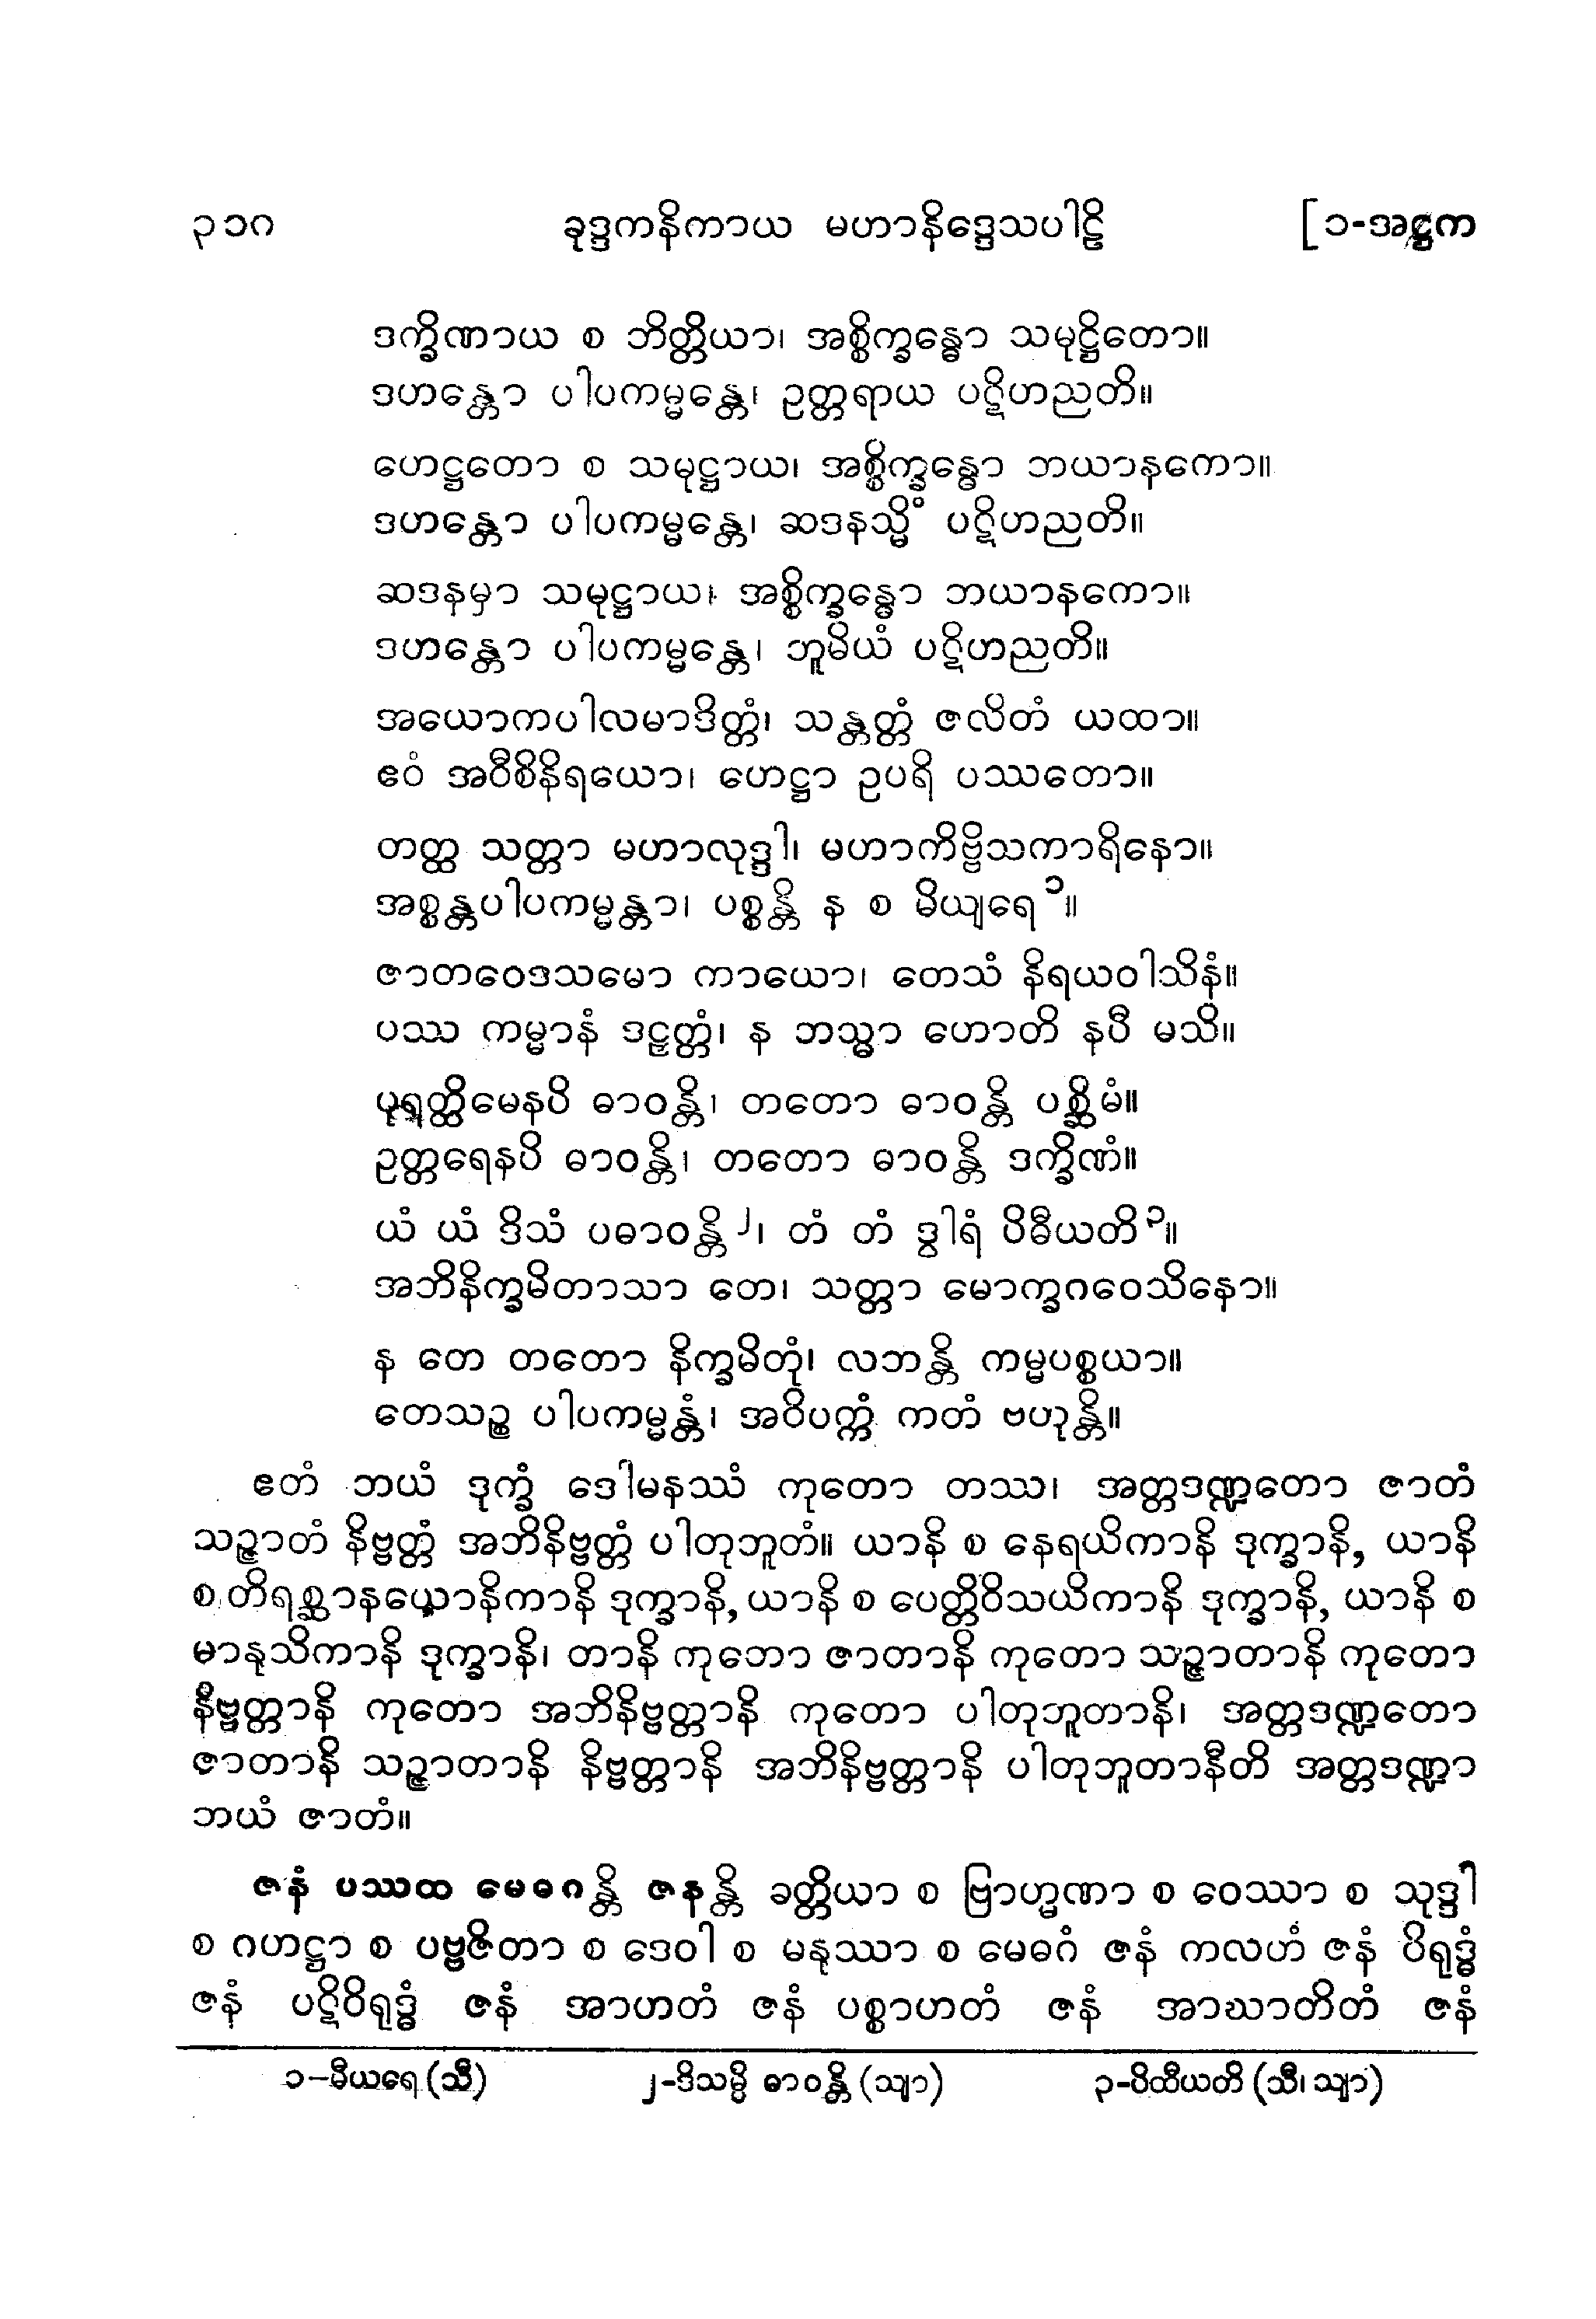 ၃၁၀ ခုဒ္ဒကနိကာယ မဟာနိဒ္ဒေသပါဠိ [၁-အဋ္ဌက
ဒက္ခိဏာယ စ ဘိတ္တိယာ၊ အစ္စိက္ခန္ဓော သမုဋ္ဌိတော။
ဒဟန္တော ပါပကမ္မန္တေ၊ ဥတ္တရာယ ပဋိဟညတိ။
ဟေဋ္ဌတော စ သမုဋ္ဌာယ၊ အစ္စိက္ခန္ဓော ဘယာနကော။
ဒဟန္တော ပါပကမ္မန္တေ၊ ဆဒနသ္မိံ ပဋိဟညတိ။
ဆဒနမှာ သမုဋ္ဌာယ၊ အစ္စိက္ခန္ဓော ဘယာနကော။
ဒဟန္တော ပါပကမ္မန္တေ၊ ဘူမိယံ ပဋိဟညတိ။
အယောကပါလမာဒိတ္တံ၊ သန္တတ္တံ ဇလိတံ ယထာ။
ဧဝံ အဝီစိနိရယော၊ ဟေဋ္ဌာ ဥပရိ ပဿတော။
တတ္ထ သတ္တာ မဟာလုဒ္ဒါ၊ မဟာကိဗ္ဗိသကာရိနော။
အစ္စန္တပါပကမ္မန္တာ၊ ပစ္စန္တိ န စ မိယျရေ ၁။
ဇာတဝေဒသမော ကာယော၊ တေသံ နိရယဝါသိနံ။
ပဿ ကမ္မာနံ ဒဠှတ္တံ၊ န ဘသ္မာ ဟောတိ နပိ မသိ။
ပုရတ္ထိမေနပိ ဓာဝန္တိ၊ တတော ဓာဝန္တိ ပစ္ဆိမံ။
ဥတ္တရေနပိ ဓာဝန္တိ၊ တတော ဓာဝန္တိ ဒက္ခိဏံ။
ယံ ယံ ဒိသံ ပဓာဝန္တိ ၂၊ တံ တံ ဒွါရံ ပိဓီယတိ ၃။
အဘိနိက္ခမိတာသာ တေ၊ သတ္တာ မောက္ခဂဝေသိနော။
န တေ တတော နိက္ခမိတုံ၊ လဘန္တိ ကမ္မပစ္စယာ။
တေသဉ္စ ပါပကမ္မန္တံ၊ အဝိပက္ကံ ကတံ ဗဟုန္တိ။
ဧတံ ဘယံ ဒုက္ခံ ဒေါမနဿံ ကုတော တဿ၊ အတ္တဒဏ္ဍတော ဇာတံ
သဉ္ဇာတံ နိဗ္ဗတ္တံ အဘိနိဗ္ဗတ္တံ ပါတုဘူတံ။ ယာနိ စ နေရယိကာနိ ဒုက္ခာနိ, ယာနိ
စ တိရစ္ဆာနယောနိကာနိ ဒုက္ခာနိ, ယာနိ စ ပေတ္တိဝိသယိကာနိ ဒုက္ခာနိ, ယာနိ စ
မာနုသိကာနိ ဒုက္ခာနိ၊ တာနိ ကုတော ဇာတာနိ ကုတော သဉ္ဇာတာနိ ကုတော
နိဗ္ဗတ္တာနိ ကုတော အဘိနိဗ္ဗတ္တာနိ ကုတော ပါတုဘူတာနိ၊ အတ္တဒဏ္ဍတော
ဇာတာနိ သဉ္ဇာတာနိ နိဗ္ဗတ္တာနိ အဘိနိဗ္ဗတ္တာနိ ပါတုဘူတာနီတိ အတ္တဒဏ္ဍာ
ဘယံ ဇာတံ။
ဇနံ ပဿထ မေဓဂန္တိ ဇနန္တိ ခတ္တိယာ စ ဗြာဟ္မဏာ စ ဝေဿာ စ သုဒ္ဒါ
စ ဂဟဋ္ဌာ စ ပဗ္ဗဇိတာ စ ဒေဝါ စ မနုဿာ စ မေဓဂံ ဇနံ ကလဟံ ဇနံ ဝိရုဒ္ဓံ
ဇနံ ပဋိဝိရုဒ္ဓံ ဇနံ အာဟတံ ဇနံ ပစ္စာဟတံ ဇနံ အာဃာတိတံ ဇနံ
၁-မီယရေ (သီ) ၂-ဒိသမ္ပိ ဓာဝန္တိ (သျာ) ၃-ပိထီယတိ (သီ၊ သျာ)